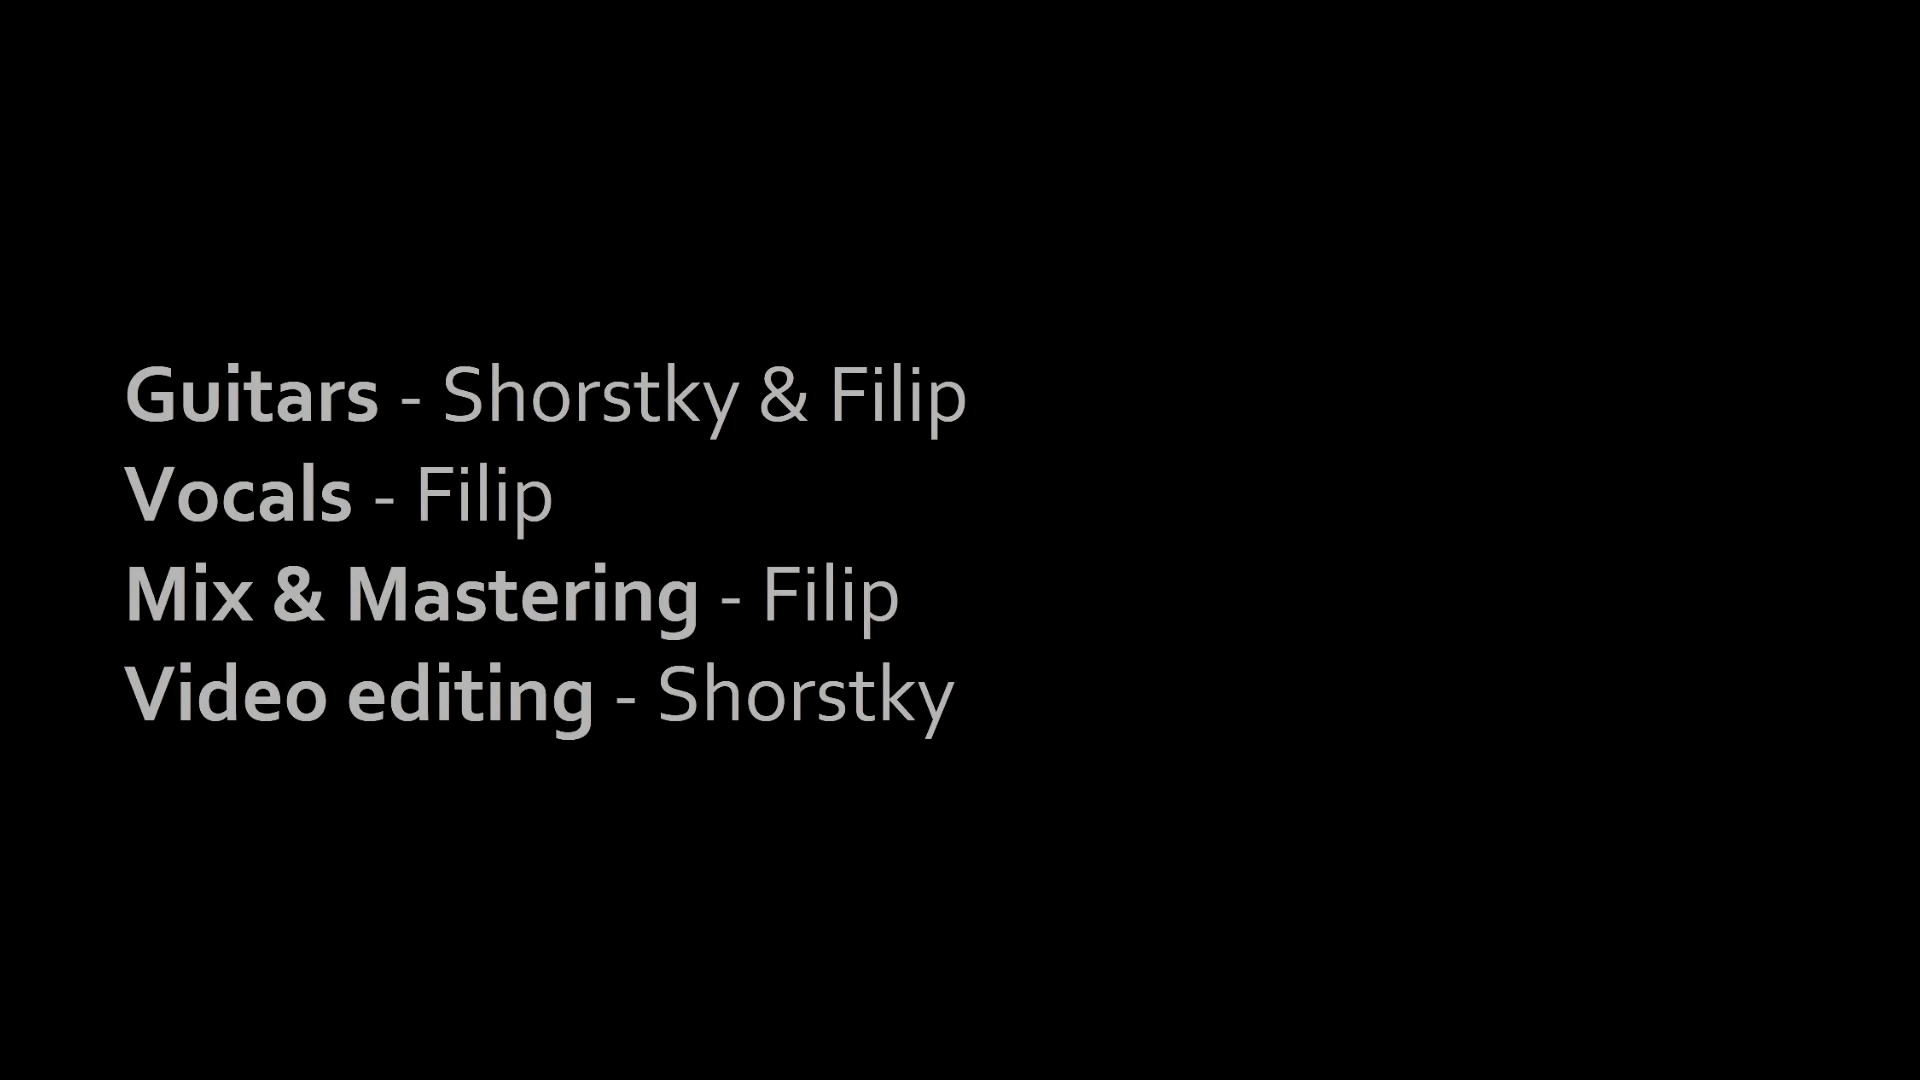 Guitars - Shorstky & Filip
Vocals - Filip
Mix & Mastering - Filip
Video editing - Shorstky